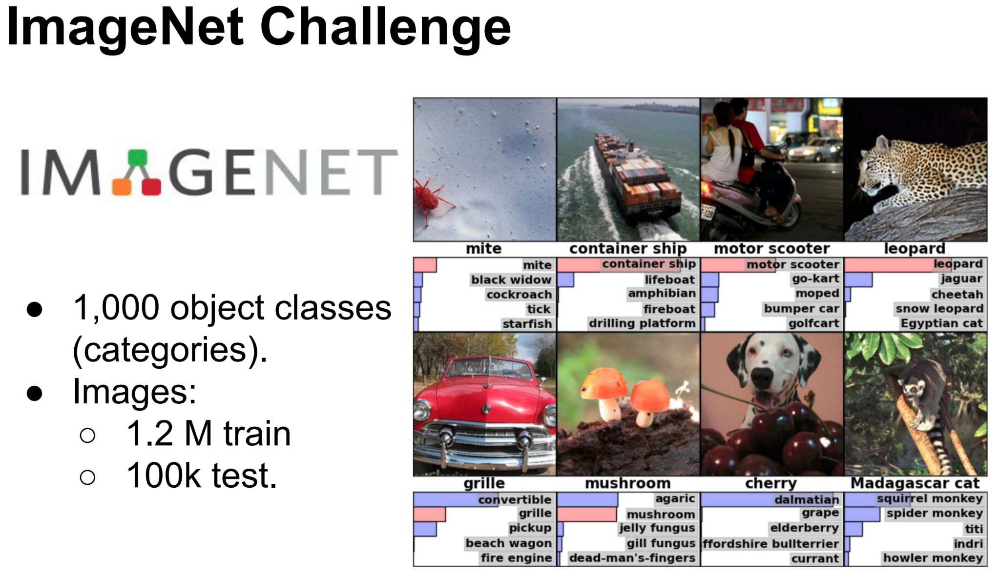 ImageNet Challenge
IMAGENET
● 1,000 object classes
(categories).
● Images:
○ 1.2 M train
○ 100k test.
T-128
mite
container ship
motor scooter
leopard
mite
black widow
cockroach
tick
starfish
container ship
lifeboat
amphibian
fireboat
drilling platform
motor scooter
go-kart
moped
bumper car
golfcart
leopard
jaguar
cheetah
snow leopard
Egyptian cat
grille
mushroom
cherry
Madagascar cat
convertible
grille
pickup
beach wagon
fire engine
agaric
mushroom
jelly fungus
gill fungus
dead-man's-fingers
dalmatian
grape
elderberry
ffordshire bullterrier
currant
squirrel monkey
spider monkey
titi
indri
howler monkey